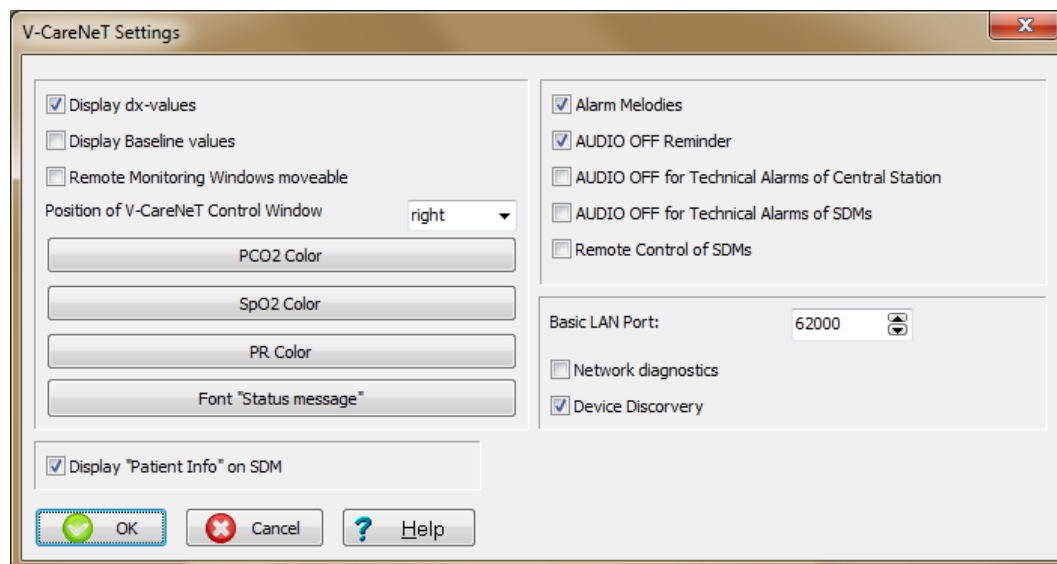 V-CareNeT Settings
Display dx-values
Display Baseline values
Remote Monitoring Windows moveable
Position of V-CareNeT Control Window right
PCO2 Color
SpO2 Color
PR Color
Font "Status message"
Display "Patient Info" on SDM
Alarm Melodies
AUDIO OFF Reminder
AUDIO OFF for Technical Alarms of Central Station
AUDIO OFF for Technical Alarms of SDMs
Remote Control of SDMs
Basic LAN Port: 62000
Network diagnostics
Device Discorvery
OK Cancel ? Help